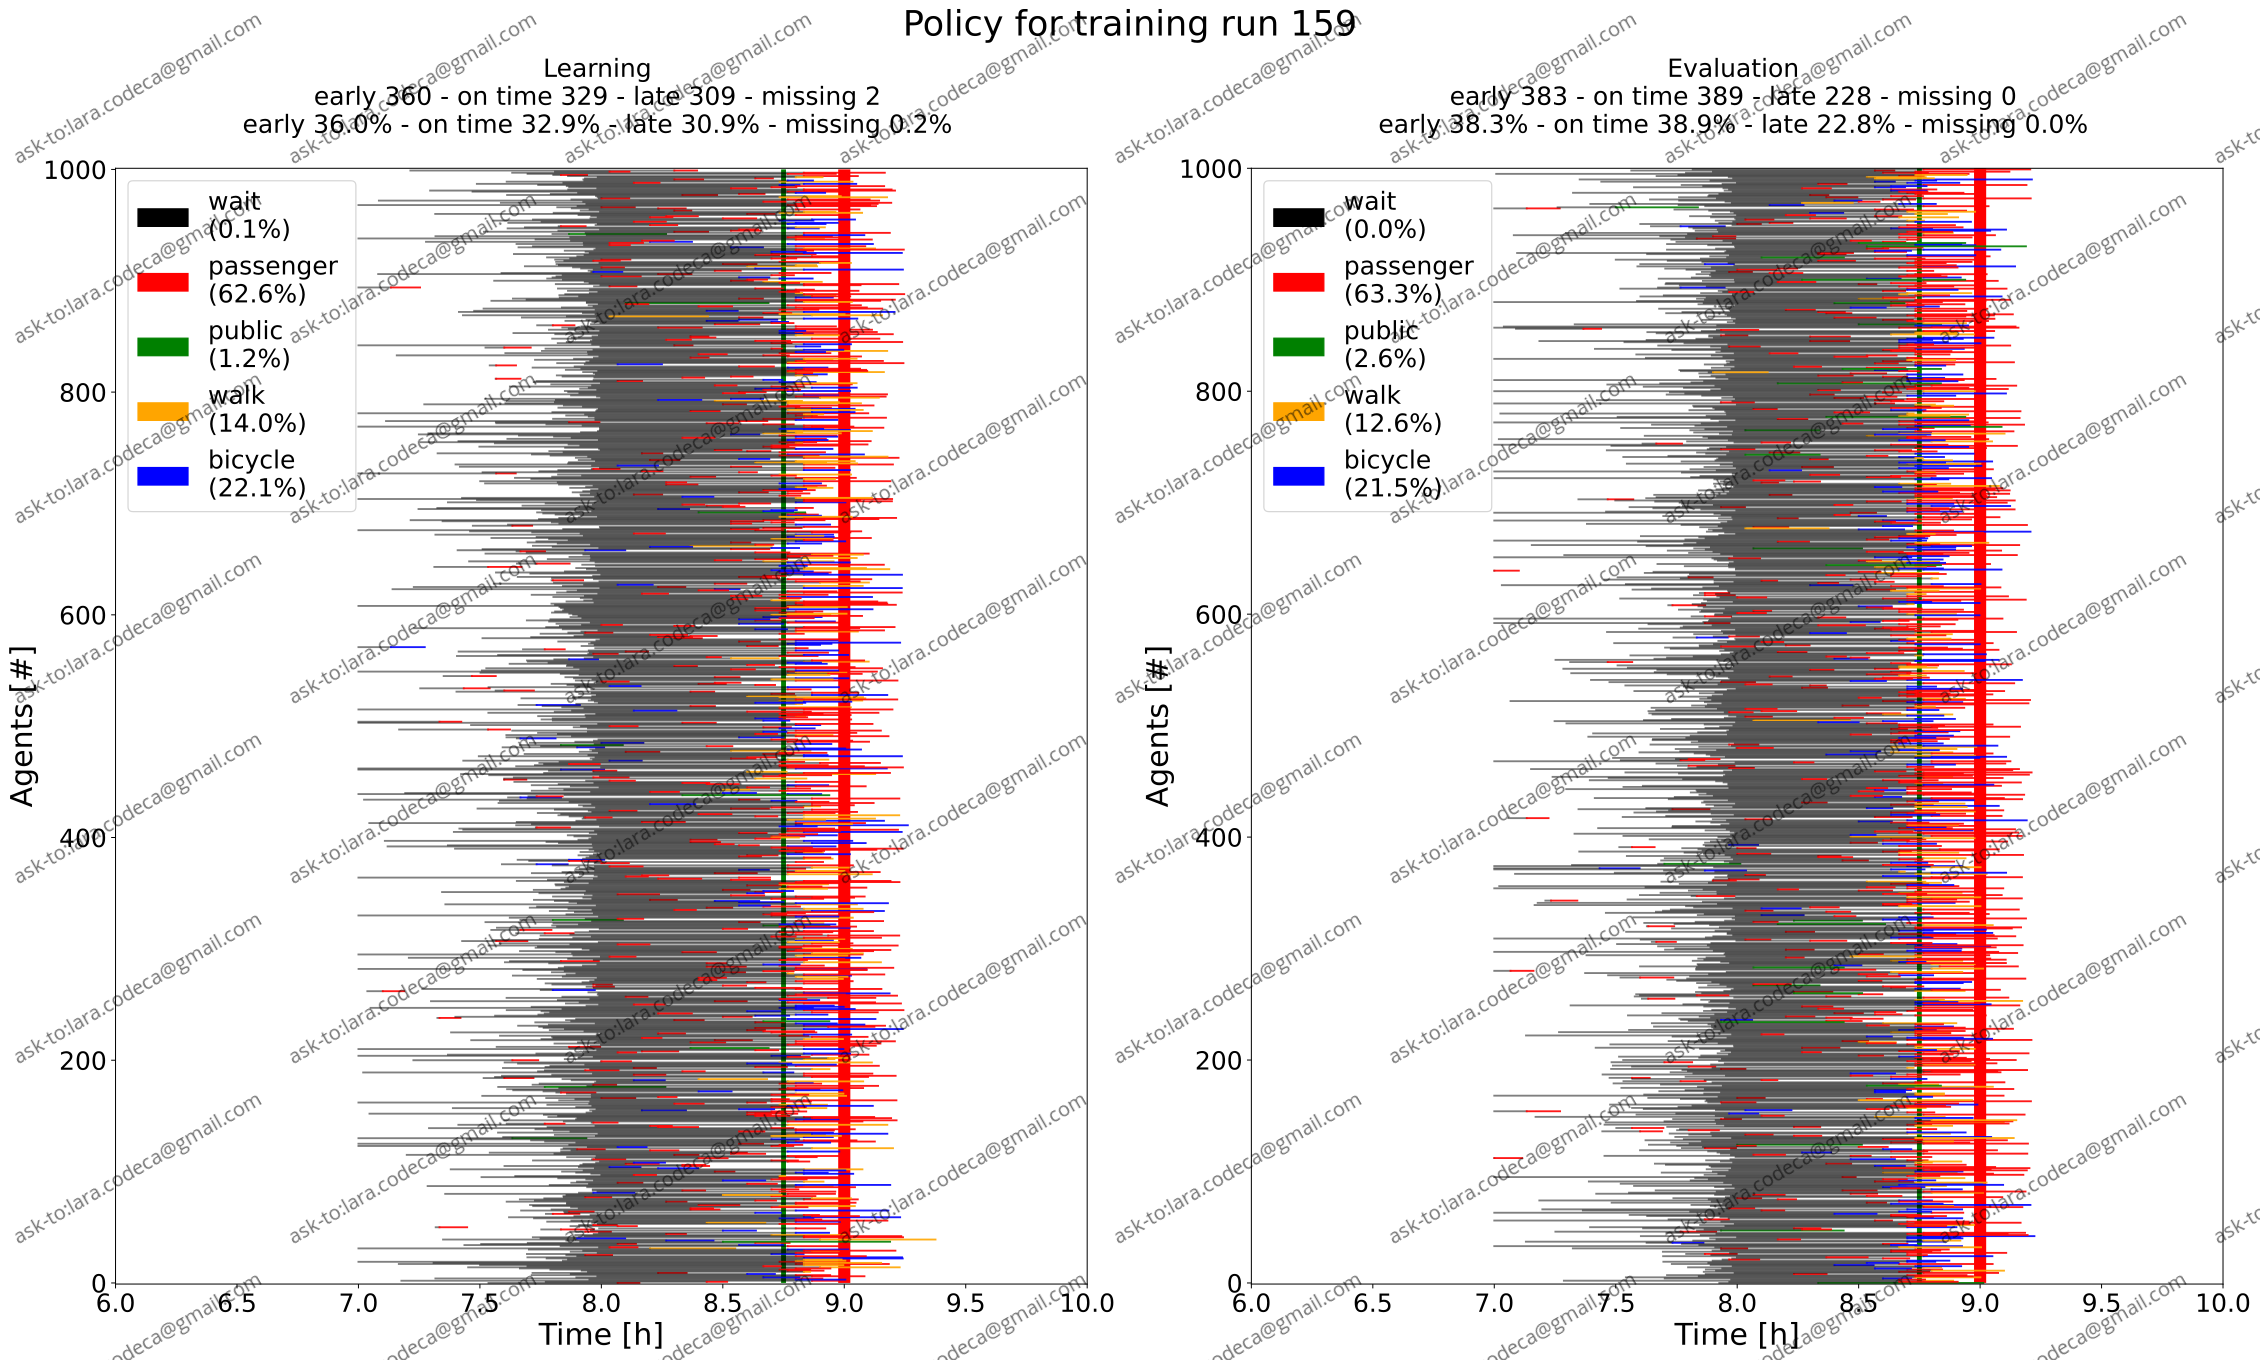 Policy for training run 159
Learning
early 360 - on time 329 - late 309 - missing 2
early 36.0% - on time 32.9% - late 30.9% - missing 0.2%
1000
800
600
400
200
0
Agents [#]
wait
(0.1%)
passenger
(62.6%)
public
(1.2%)
walk
(14.0%)
bicycle
(22.1%)
6.0 6.5 7.0 7.5 8.0 8.5 9.0 9.5 10.0
Time [h]
Evaluation
early 383 - on time 389 - late 228 - missing 0
early 38.3% - on time 38.9% - late 22.8% - missing 0.0%
1000
800
600
400
200
0
Agents [#]
wait
(0.0%)
passenger
(63.3%)
public
(2.6%)
walk
(12.6%)
bicycle
(21.5%)
6.0 6.5 7.0 7.5 8.0 8.5 9.0 9.5 10.0
Time [h]
ask-to:lara.codeca@gmail.com